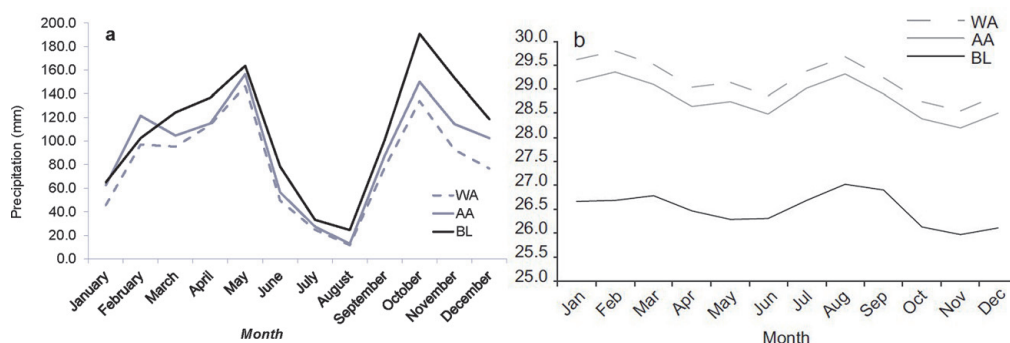 a
Precipitation (mm)
200.0
180.0
160.0
140.0
120.0
100.0
80.0
60.0
40.0
20.0
0.0
WA
AA
BL
January
February
March
April
May
June
July
August
September
October
November
December
Month
b
WA
AA
BL
30.0
29.5
29.0
28.5
28.0
27.5
27.0
26.5
26.0
25.5
25.0
Jan
Feb
Mar
Apr
May
Jun
Jul
Aug
Sep
Oct
Nov
Dec
Month